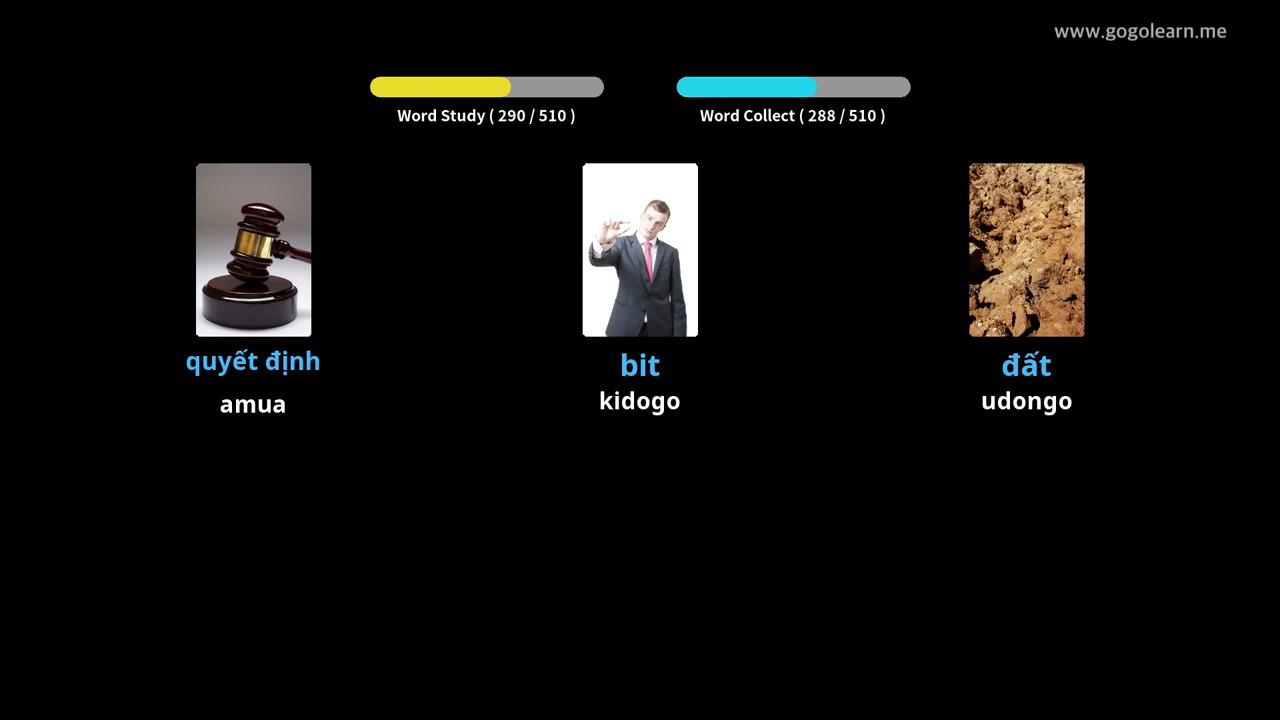 www.gogolearn.me
Word Study ( 290 / 510 )
Word Collect ( 288 / 510 )
quyết định
amua
bit
kidogo
đất
udongo